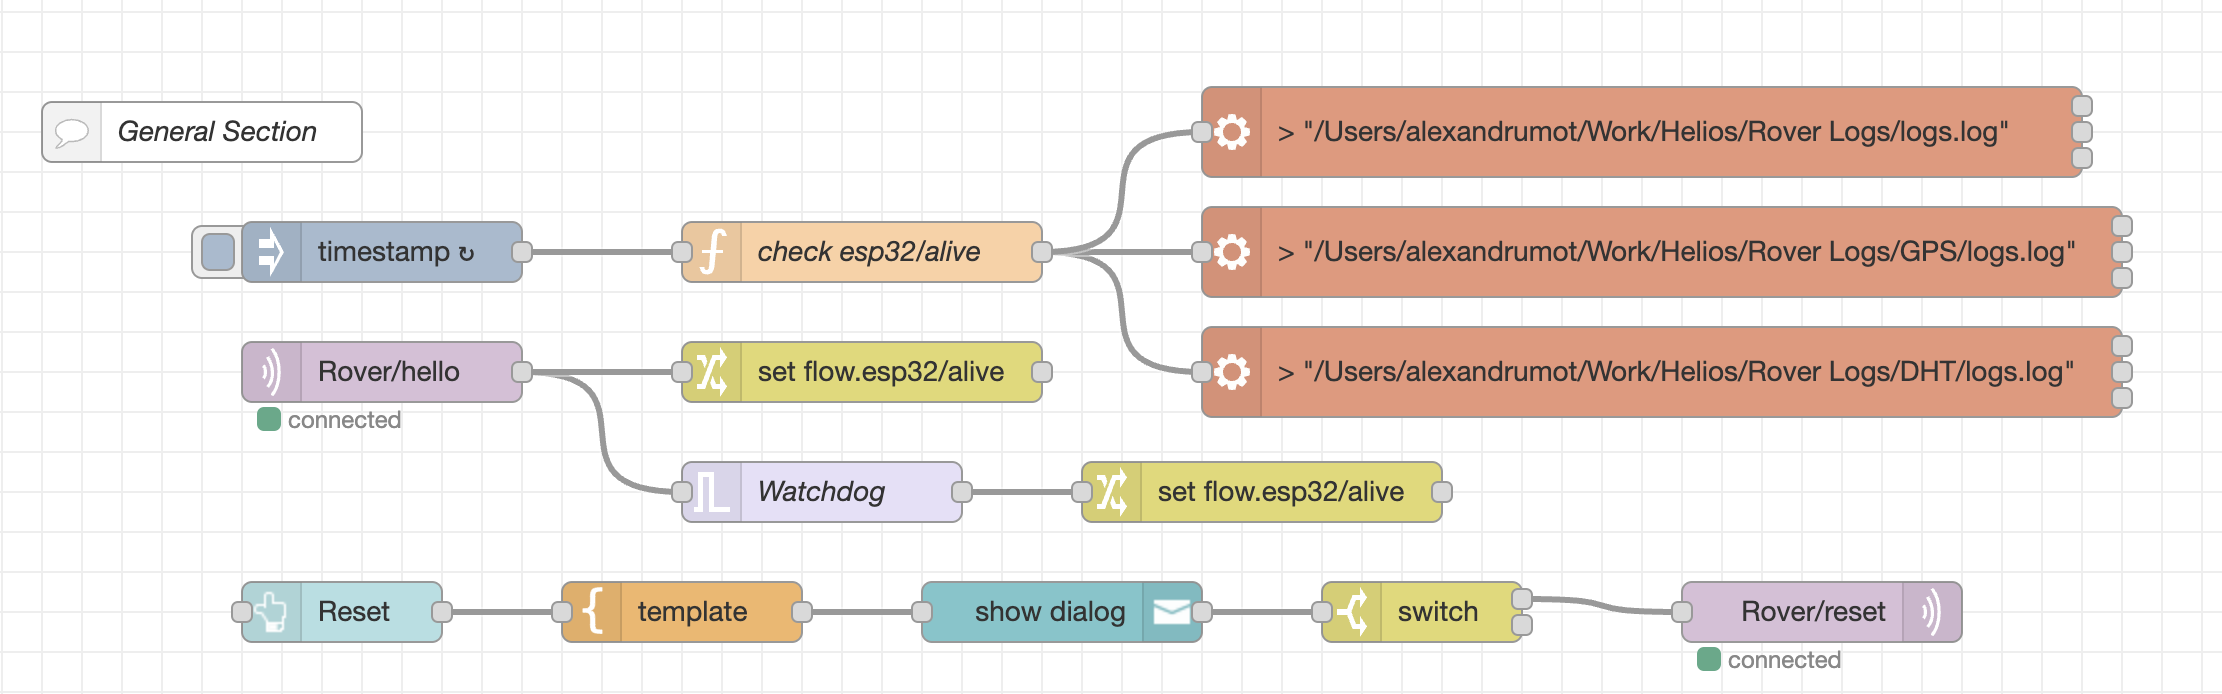 General Section
> "/Users/alexandrumot/Work/Helios/Rover Logs/logs.log"
timestamp ↻
check esp32/alive
> "/Users/alexandrumot/Work/Helios/Rover Logs/GPS/logs.log"
Rover/hello
connected
set flow.esp32/alive
> "/Users/alexandrumot/Work/Helios/Rover Logs/DHT/logs.log"
Watchdog
set flow.esp32/alive
Reset
template
show dialog
switch
Rover/reset
connected